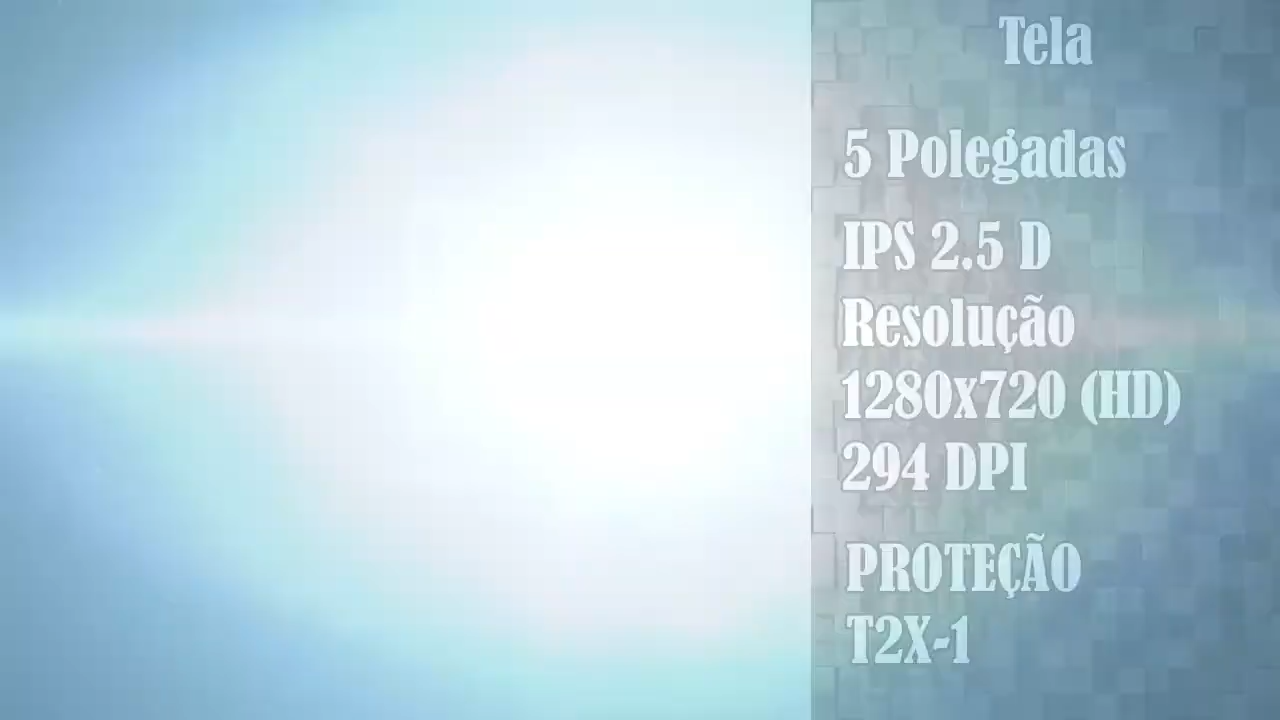 Tela
5 Polegadas
IPS 2.5 D
Resolução
1280x720 (HD)
294 DPI
PROTEÇÃO
T2X-1